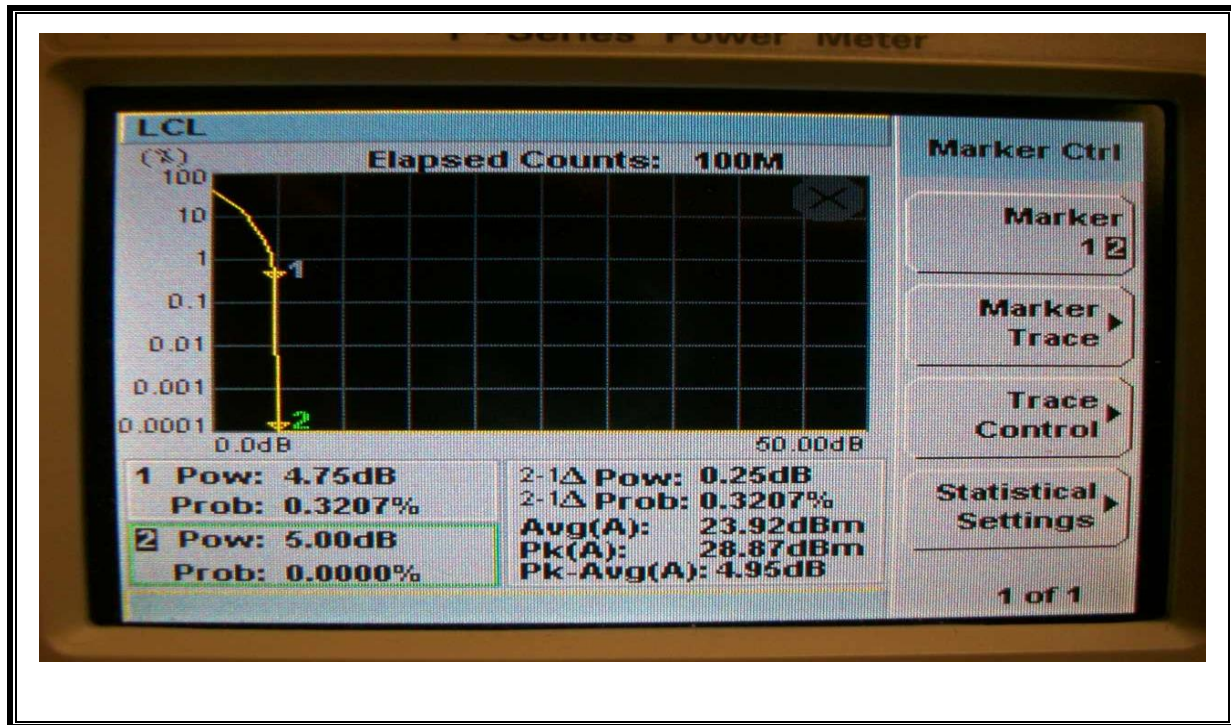 P-Series Power Meter
LCL
(%)
Elapsed Counts: 100M
100
10
1
0.1
0.01
0.001
0.0001
1
2
0.0dB
50.00dB
1 Pow: 4.75dB
Prob: 0.3207%
2 Pow: 5.00dB
Prob: 0.0000%
2-1Δ Pow: 0.25dB
2-1Δ Prob: 0.3207%
Avg(A): 23.92dBm
Pk(A): 28.87dBm
Pk-Avg(A): 4.95dB
Marker Ctrl
Marker
1 2
Marker
Trace
Trace
Control
Statistical
Settings
1 of 1